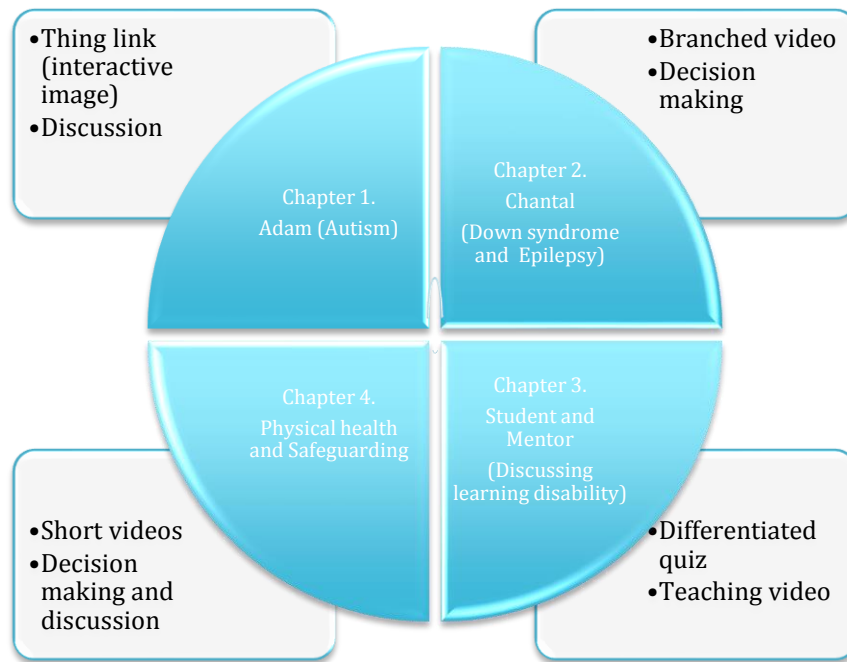 •Thing link
(interactive
image)
•Discussion
•Branched video
•Decision
making
Chapter 1.
Adam (Autism)
Chapter 2.
Chantal
(Down syndrome
and Epilepsy)
Chapter 4.
Physical health
and Safeguarding
Chapter 3.
Student and
Mentor
(Discussing
learning disability)
•Short videos
•Decision
making and
discussion
•Differentiated
quiz
•Teaching video